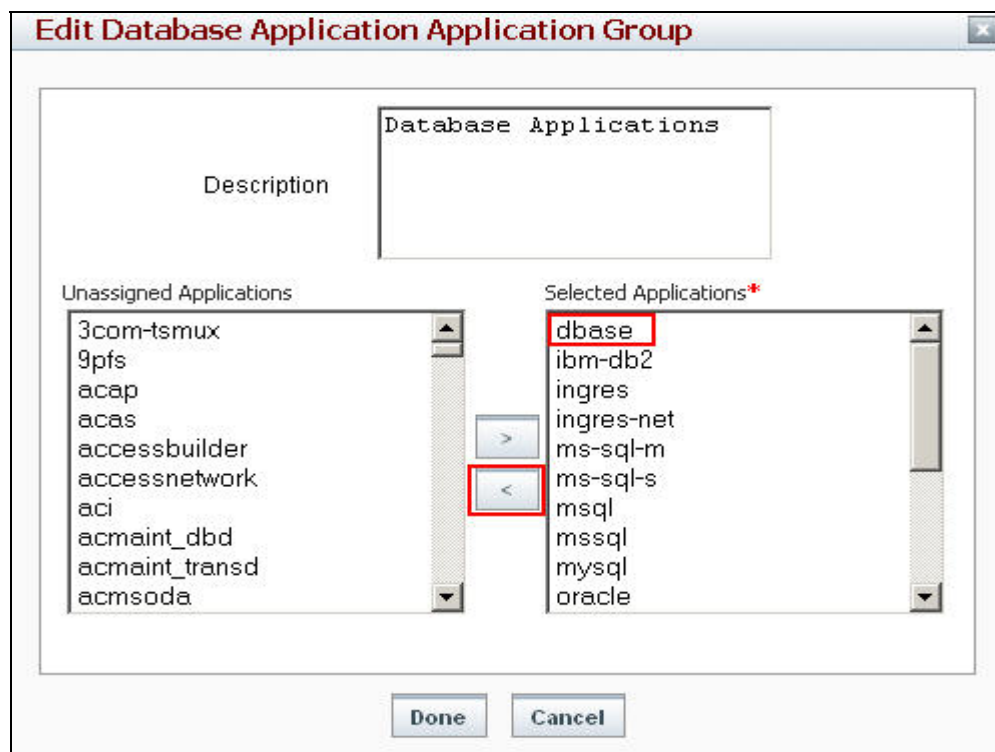 Edit Database Application Application Group
Description
Database Applications
Unassigned Applications
3com-tsmux
9pfs
acap
acas
accessbuilder
accessnetwork
aci
acmaint_dbd
acmaint_transd
acmsoda
>
<
Selected Applications*
dbase
ibm-db2
ingres
ingres-net
ms-sql-m
ms-sql-s
msql
mssql
mysql
oracle
Done
Cancel